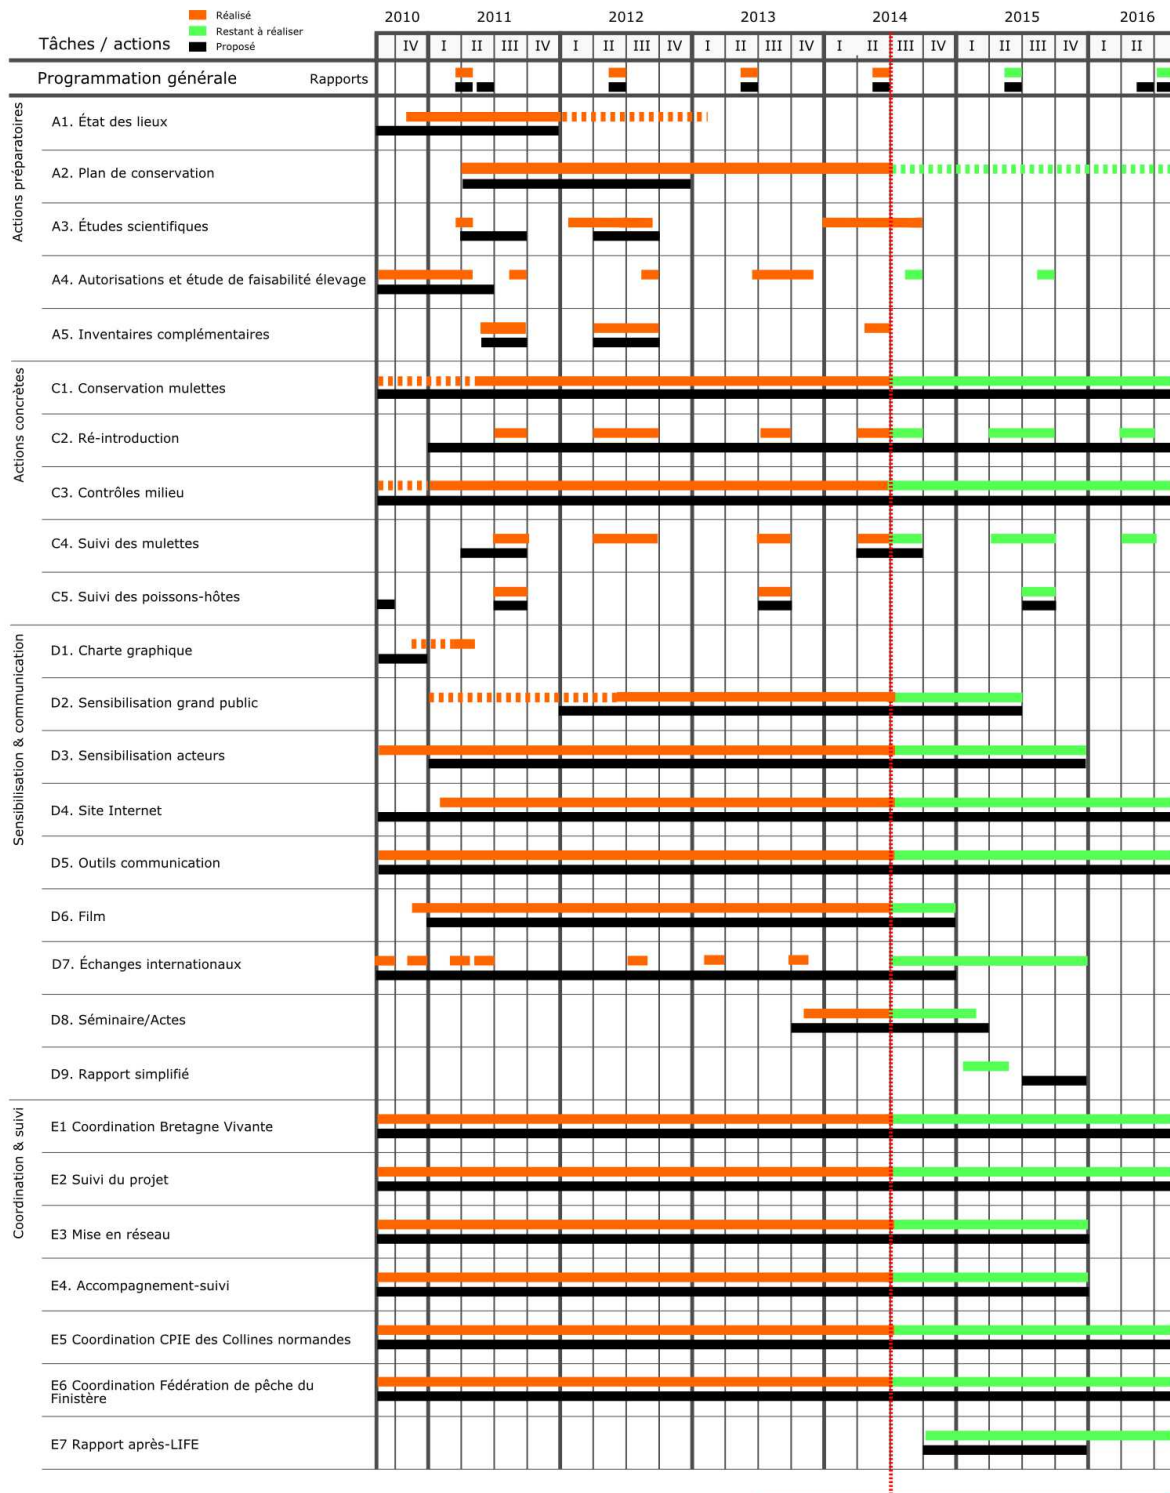 2010 2011 2012 2013 2014 2015 2016
Réalisé
Restant à réaliser
Proposé
Tâches / actions
IV I II III IV I II III IV I II III IV I II III IV I II III IV I II
Programmation générale Rapports
Actions préparatoires
A1. État des lieux
A2. Plan de conservation
A3. Études scientifiques
A4. Autorisations et étude de faisabilité élevage
A5. Inventaires complémentaires
Actions concrètes
C1. Conservation mulettes
C2. Ré-introduction
C3. Contrôles milieu
C4. Suivi des mulettes
C5. Suivi des poissons-hôtes
Sensibilisation & communication
D1. Charte graphique
D2. Sensibilisation grand public
D3. Sensibilisation acteurs
D4. Site Internet
D5. Outils communication
D6. Film
D7. Échanges internationaux
D8. Séminaire/Actes
D9. Rapport simplifié
Coordination & suivi
E1 Coordination Bretagne Vivante
E2 Suivi du projet
E3 Mise en réseau
E4. Accompagnement-suivi
E5 Coordination CPIE des Collines normandes
E6 Coordination Fédération de pêche du
Finistère
E7 Rapport après-LIFE